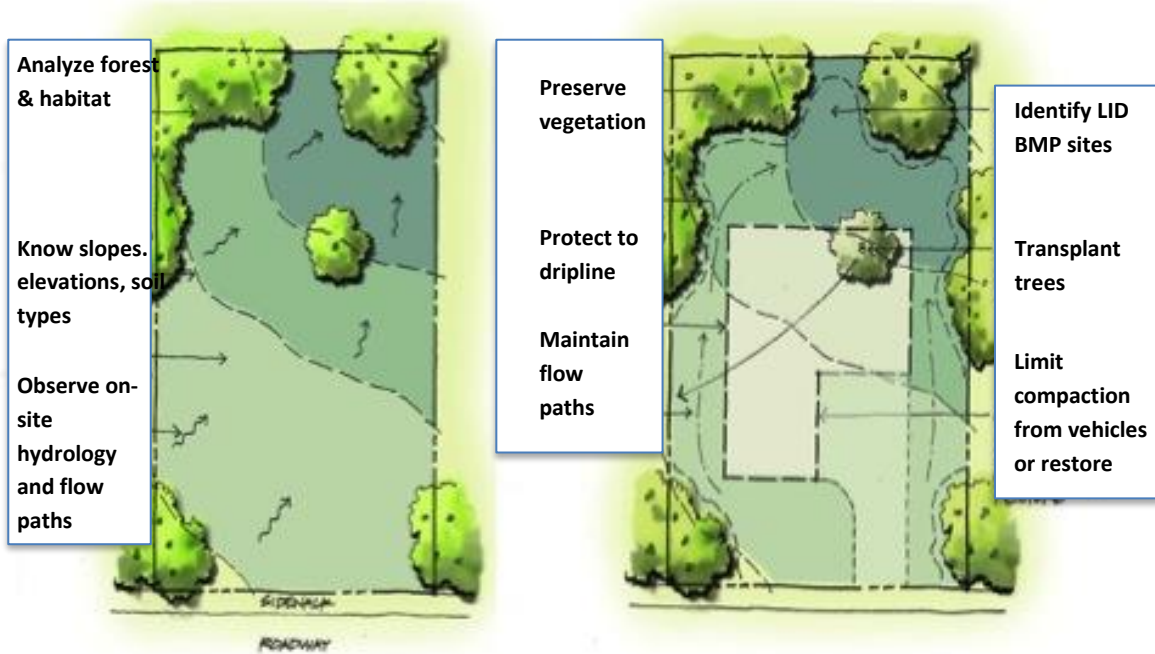 Analyze forest
& habitat
Know slopes.
elevations, soil
types
Observe on-
site
hydrology
and flow
paths
SIDEWALK
ROADWAY
Preserve
vegetation
Protect to
dripline
Maintain
flow
paths
Identify LID
BMP sites
Transplant
trees
Limit
compaction
from vehicles
or restore